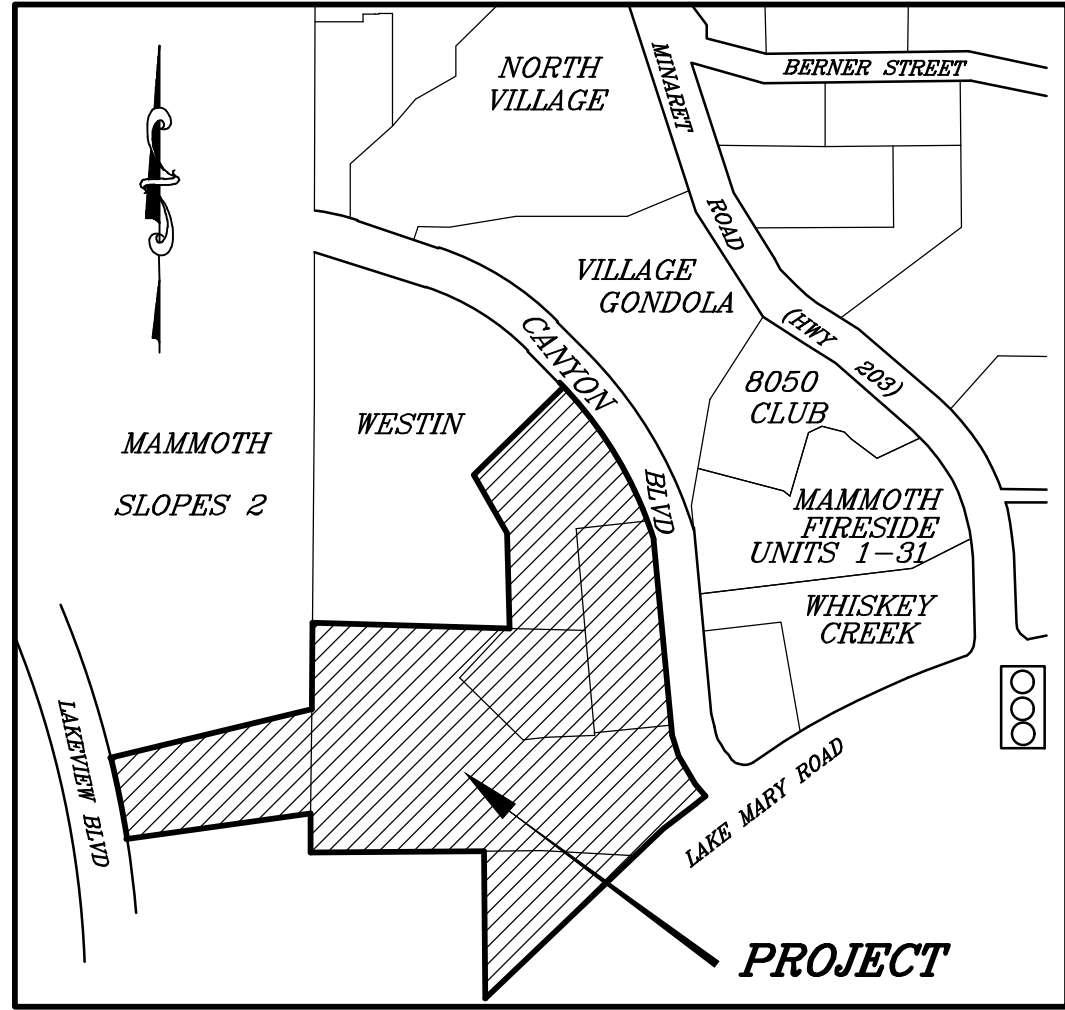 NORTH
VILLAGE
MINARET
ROAD
(HWY 203)
BERNER STREET
VILLAGE
GONDOLA
CANYON
BLVD
8050
CLUB
WESTIN
MAMMOTH
SLOPES 2
MAMMOTH
FIRESIDE
UNITS 1-31
WHISKEY
CREEK
LAKEVIEW BLVD
LAKE MARY ROAD
PROJECT